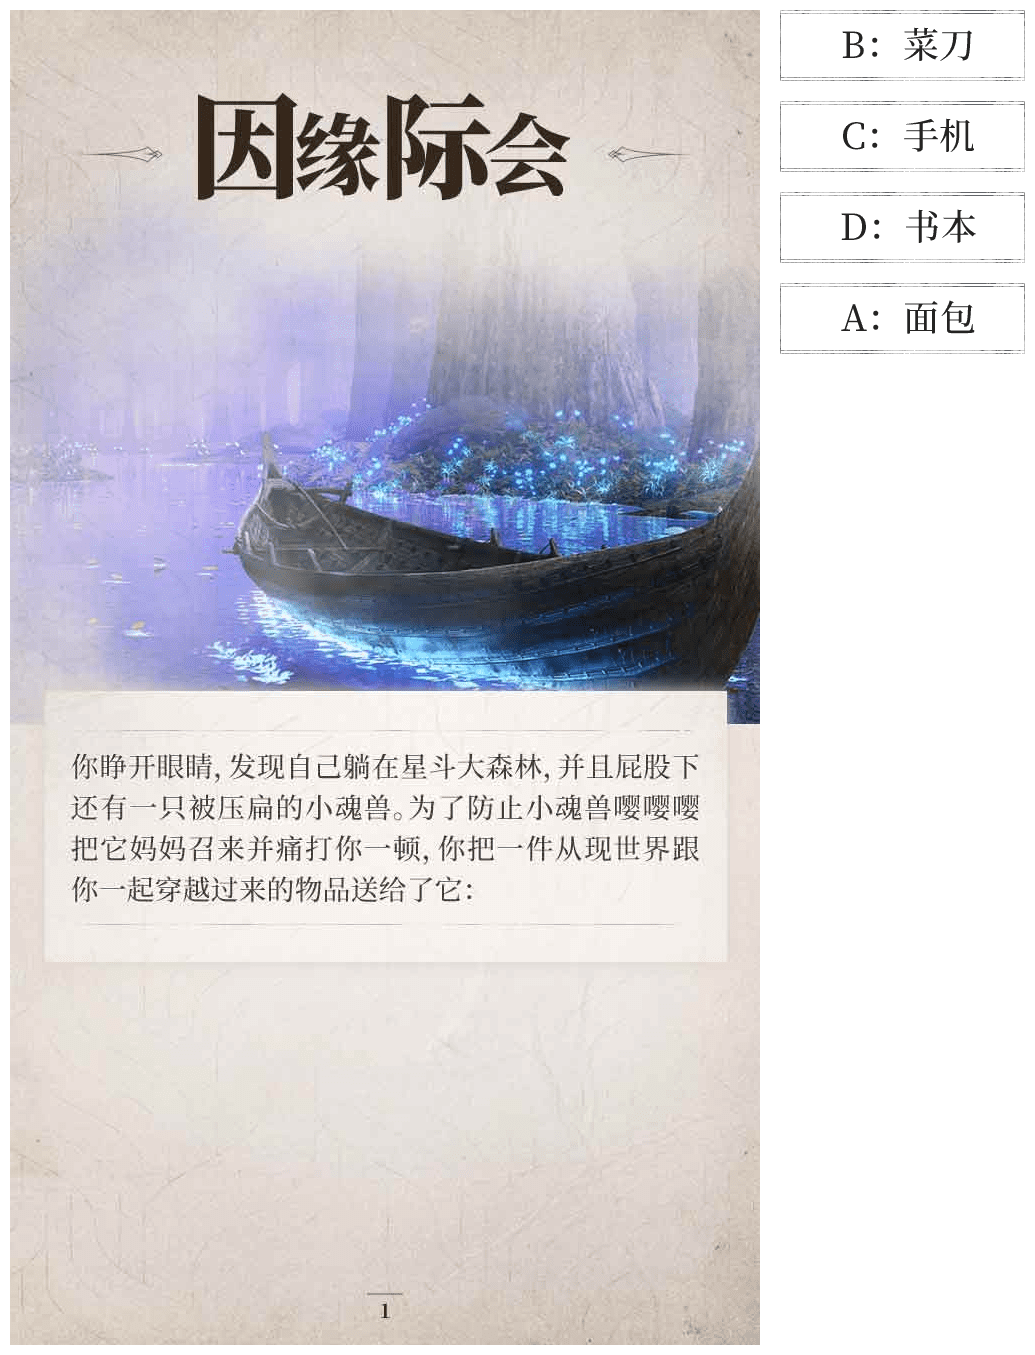 因缘际会
你睁开眼睛，发现自己躺在星斗大森林，并且屁股下
还有一只被压扁的小魂兽。为了防止小魂兽嘤嘤嘤
把它妈妈召来并痛打你一顿，你把一件从现世界跟
你一起穿越过来的物品送给了它：
1
B：菜刀
C：手机
D：书本
A：面包